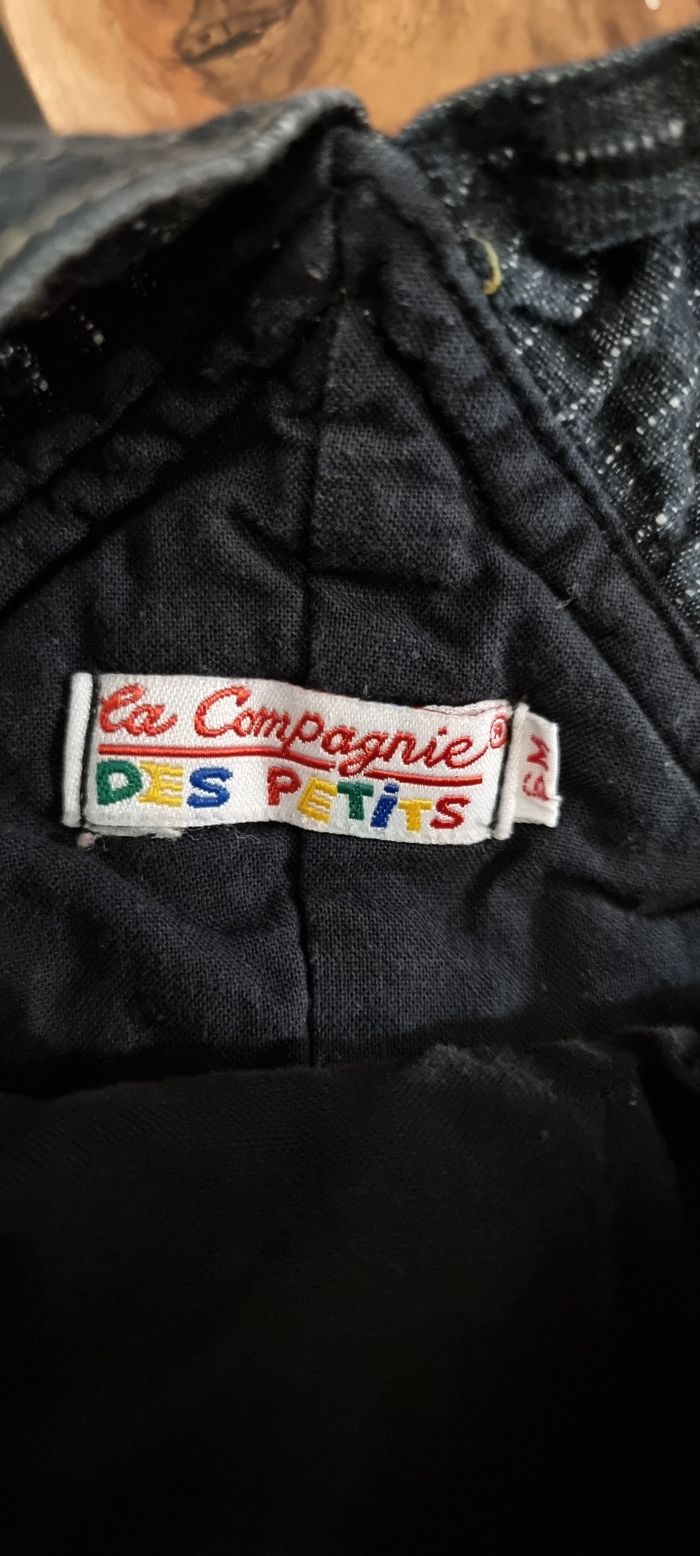 la Compagnie®
DES PETITS
6M